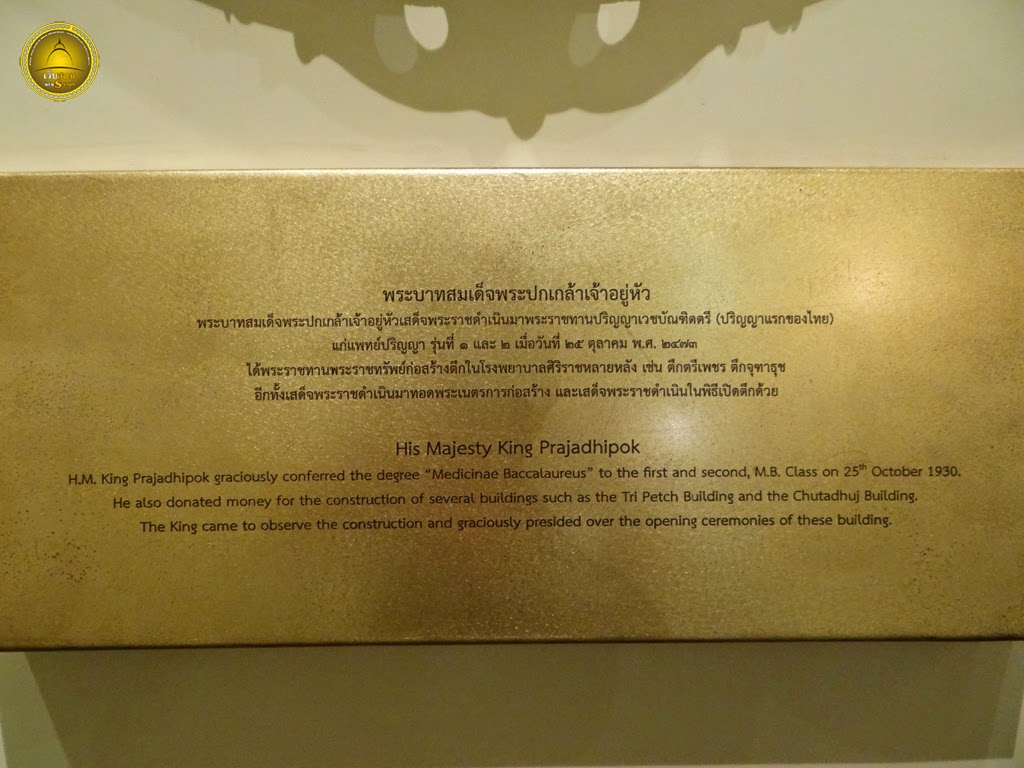 พระบาทสมเด็จพระปกเกล้าเจ้าอยู่หัว
พระบาทสมเด็จพระปกเกล้าเจ้าอยู่หัวเสด็จพระราชดำเนินมาพระราชทานปริญญาเวชบัณฑิตตรี (ปริญญาแรกของไทย)
แก่แพทย์ปริญญา รุ่นที่ ๑ และ ๒ เมื่อวันที่ ๒๕ ตุลาคม พ.ศ. ๒๔๗๓
ได้พระราชทานพระราชทรัพย์ก่อสร้างตึกในโรงพยาบาลศิริราชหลายหลัง เช่น ตึกตรีเพชร ตึกจุฑาธุช
อีกทั้งเสด็จพระราชดำเนินมาทอดพระเนตรการก่อสร้าง และเสด็จพระราชดำเนินในพิธีเปิดตึกด้วย
His Majesty King Prajadhipok
H.M. King Prajadhipok graciously conferred the degree “Medicinae Baccalaureus” to the first and second, M.B. Class on 25th October 1930.
He also donated money for the construction of several buildings such as the Tri Petch Building and the Chutadhuj Building.
The King came to observe the construction and graciously presided over the opening ceremonies of these building.